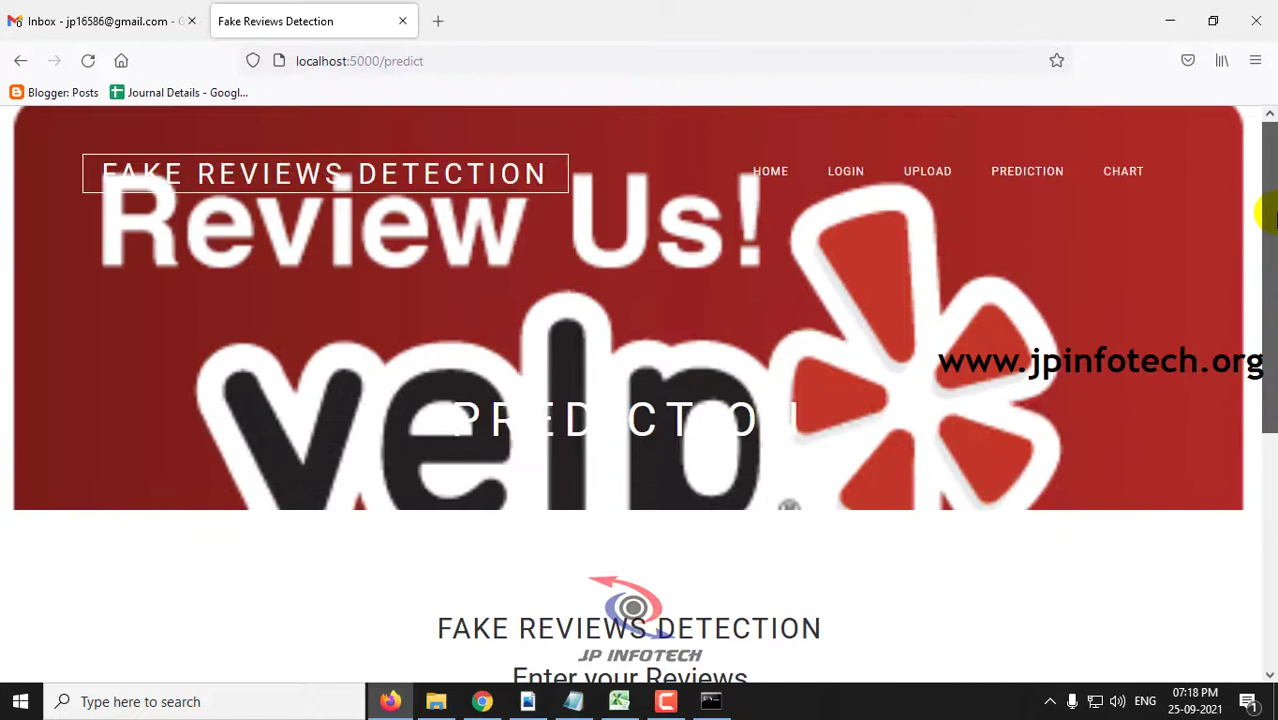 Inbox - jp16586@gmail.com - G
Fake Reviews Detection
localhost:5000/predict
Blogger: Posts
Journal Details - Googl...
FAKE REVIEWS DETECTION
HOME
LOGIN
UPLOAD
PREDICTION
CHART
Review Us!
www.jpinfotech.org
yelp
PREDICTION
FAKE REVIEWS DETECTION
JP INFOTECH
Enter your Reviews
Type here to search
ENG
07:18 PM
25-09-2021
1